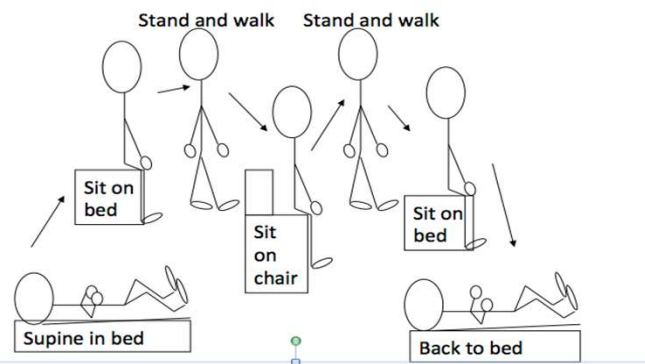 Stand and walk
Stand and walk
Sit on
bed
Sit
on
chair
Sit on
bed
Supine in bed
Back to bed